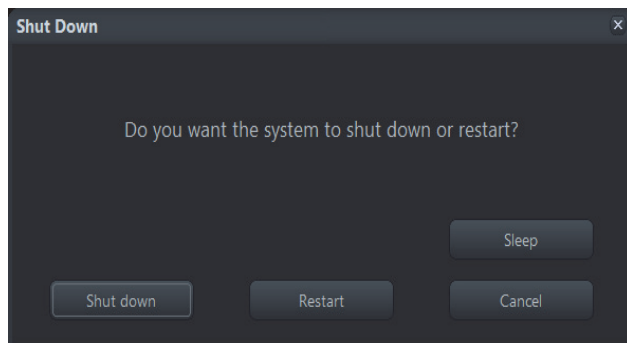 Shut Down
Do you want the system to shut down or restart?
Sleep
Shut down Restart Cancel